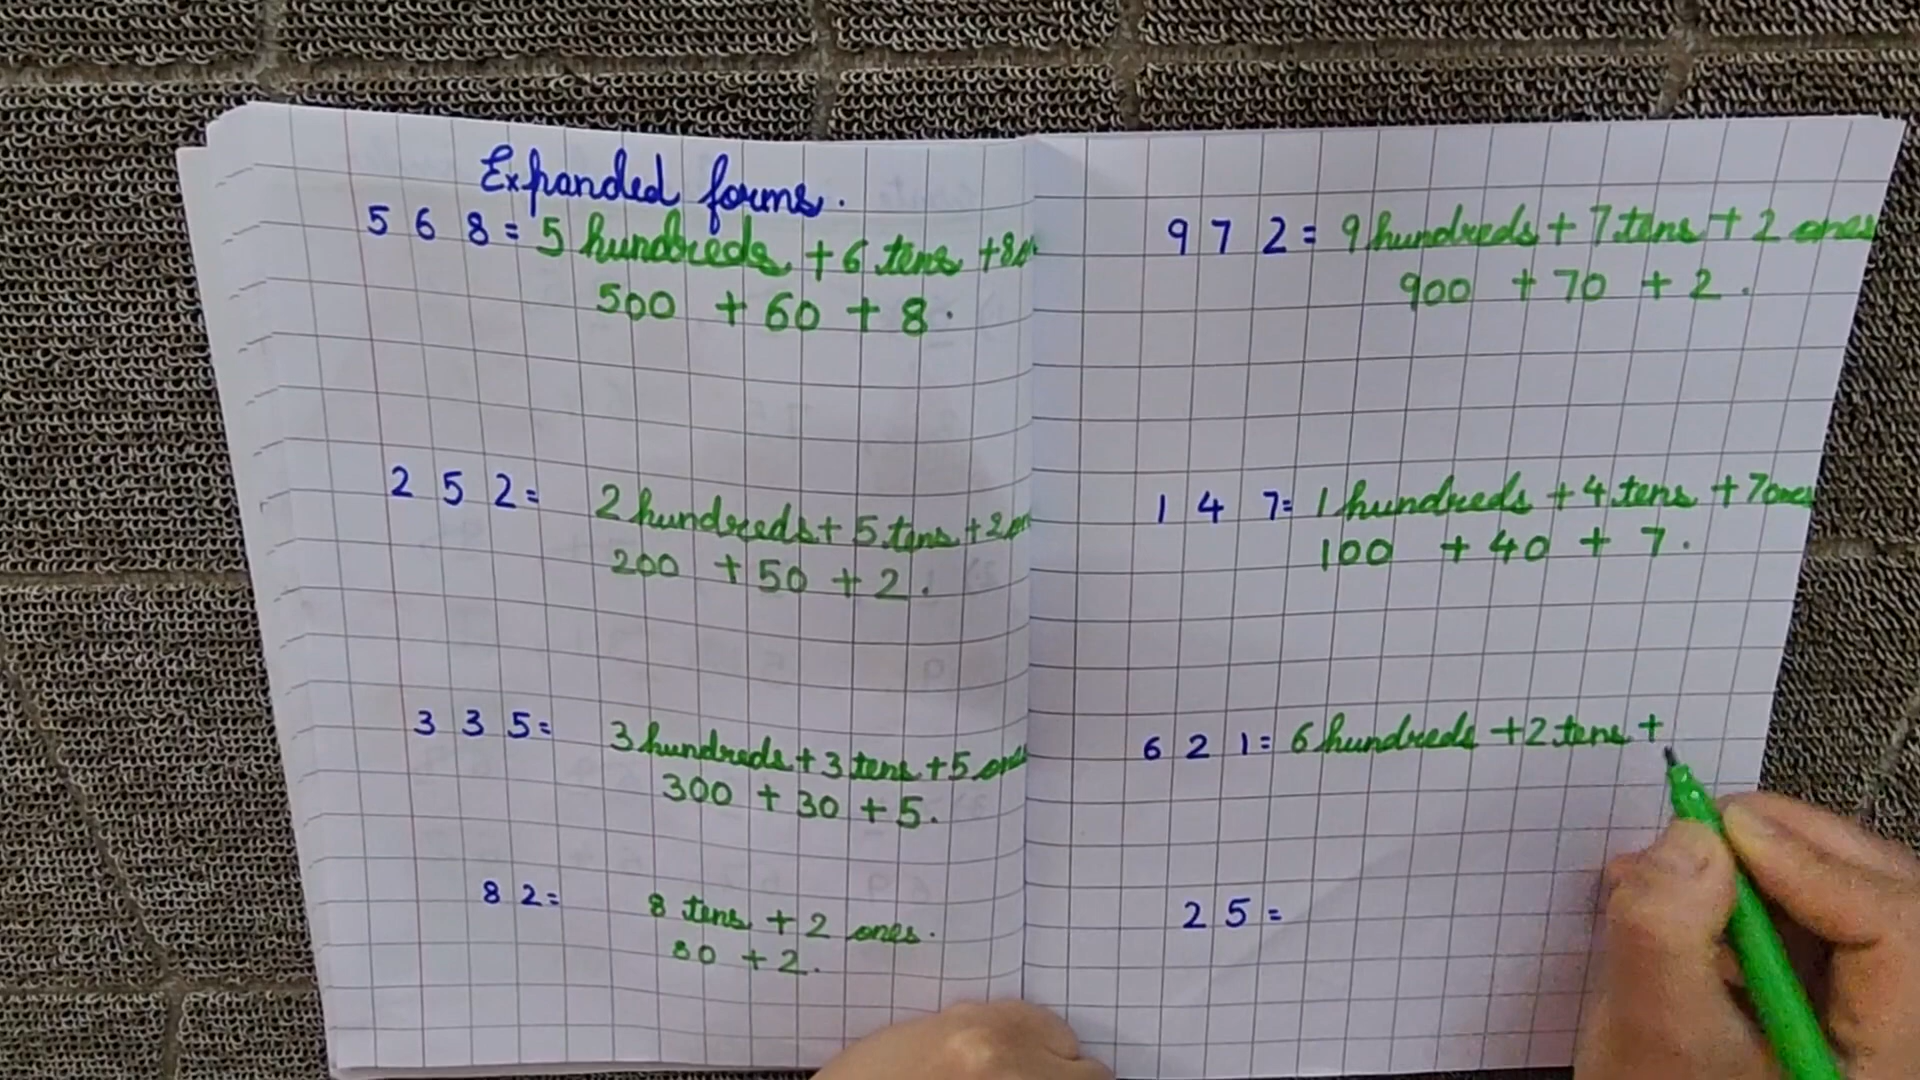 Expanded forms.
5 6 8 = 5 hundreds + 6 tens + 8
500 + 60 + 8.
2 5 2 = 2 hundreds + 5 tens + 2
200 + 50 + 2.
3 3 5 = 3 hundreds + 3 tens + 5 ones
300 + 30 + 5.
8 2 = 8 tens + 2 ones.
80 + 2.
9 7 2 = 9 hundreds + 7 tens + 2 ones
900 + 70 + 2.
1 4 7 = 1 hundreds + 4 tens + 7 ones
100 + 40 + 7.
6 2 1 = 6 hundreds + 2 tens +
2 5 =